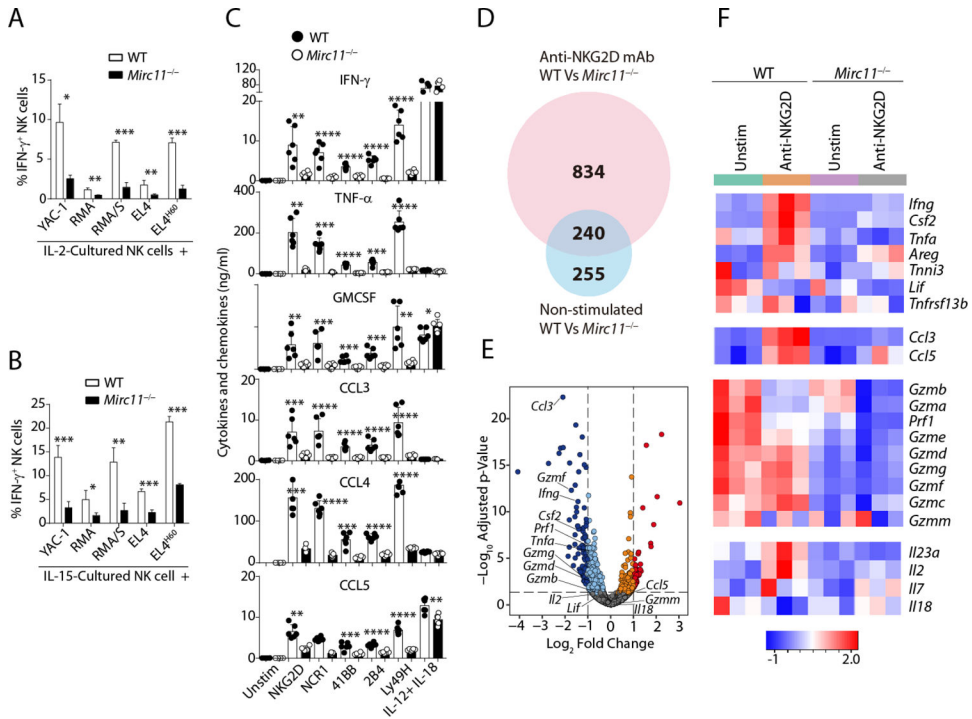 A
WT
Mirc11–/–
% IFN-γ+ NK cells
15
10
5
0
*
**
***
**
***
YAC-1
RMA
RMA/S
EL4
EL4H60
IL-2-Cultured NK cells +
B
WT
Mirc11–/–
% IFN-γ+ NK cells
25
20
15
10
5
0
***
*
**
***
***
YAC-1
RMA
RMA/S
EL4
EL4H60
IL-15-Cultured NK cell +
C
WT
Mirc11–/–
Cytokines and chemokines (ng/ml)
IFN-γ
120
80
20
10
0
** **** **** **** ****
TNF-α
400
200
0
** *** **** *** ****
GMCSF
** *** ** *** ** *
CCL3
20
10
0
*** **** *** *** ****
CCL4
200
100
0
*** **** *** **** ****
CCL5
20
10
0
** *** **** **** **
Unstim
NKG2D
NCR1
41BB
2B4
Ly49H
IL-12+ IL-18
D
Anti-NKG2D mAb
WT Vs Mirc11–/–
834
240
255
Non-stimulated
WT Vs Mirc11–/–
E
–Log10 Adjusted p-Value
20
15
10
5
0
Ccl3
Gzmf
Ifng
Csf2
Prf1
Tnfa
Gzmg
Gzmd
Gzmb
Il2
Lif
Ccl5
Gzmm
Il18
-4 -2 0 2 3
Log2 Fold Change
F
WT
Mirc11–/–
Unstim
Anti-NKG2D
Unstim
Anti-NKG2D
Ifng
Csf2
Tnfa
Areg
Tnni3
Lif
Tnfrsf13b
Ccl3
Ccl5
Gzmb
Gzma
Prf1
Gzme
Gzmd
Gzmg
Gzmf
Gzmc
Gzmm
Il23a
Il2
Il7
Il18
-1 2.0